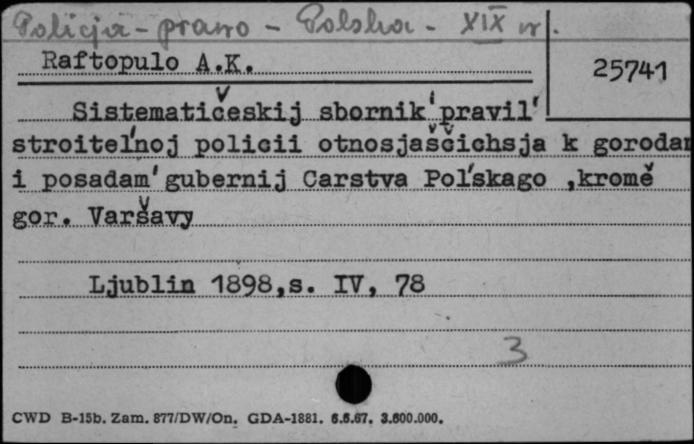 Policja - prawo - Polska - XIX w.
Raftopulo A.K.
25741
Sistematičeskij sbornik' pravil'
stroitel'noj policii otnosjaščichsja k gorodam
i posadam' gubernij Carstva Pol'skago ,kromě
gor. Varšavy
Ljublin 1898,s. IV, 78
3
CWD B-15b. Zam. 877/DW/On. GDA-1881. 6.6.67. 3.600.000.